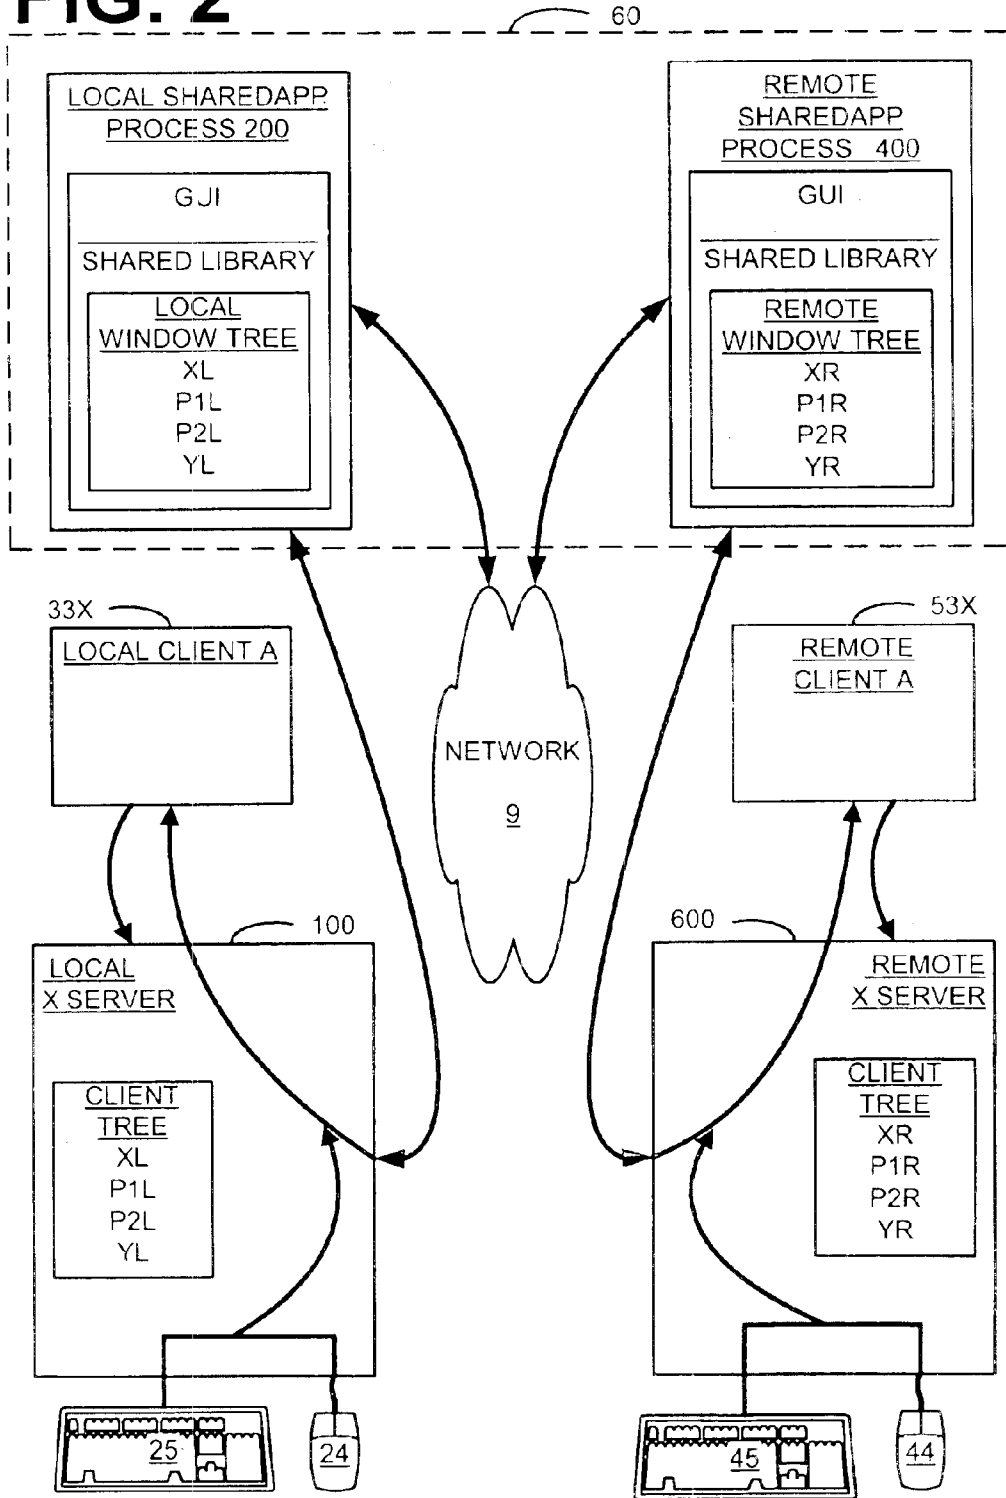 FIG. 2
60
LOCAL SHAREDAPP
PROCESS 200
GJI
SHARED LIBRARY
LOCAL
WINDOW TREE
XL
P1L
P2L
YL
REMOTE
SHAREDAPP
PROCESS 400
GUI
SHARED LIBRARY
REMOTE
WINDOW TREE
XR
P1R
P2R
YR
33X
LOCAL CLIENT A
53X
REMOTE
CLIENT A
NETWORK
9
100
LOCAL
X SERVER
CLIENT
TREE
XL
P1L
P2L
YL
600
REMOTE
X SERVER
CLIENT
TREE
XR
P1R
P2R
YR
25
24
45
44